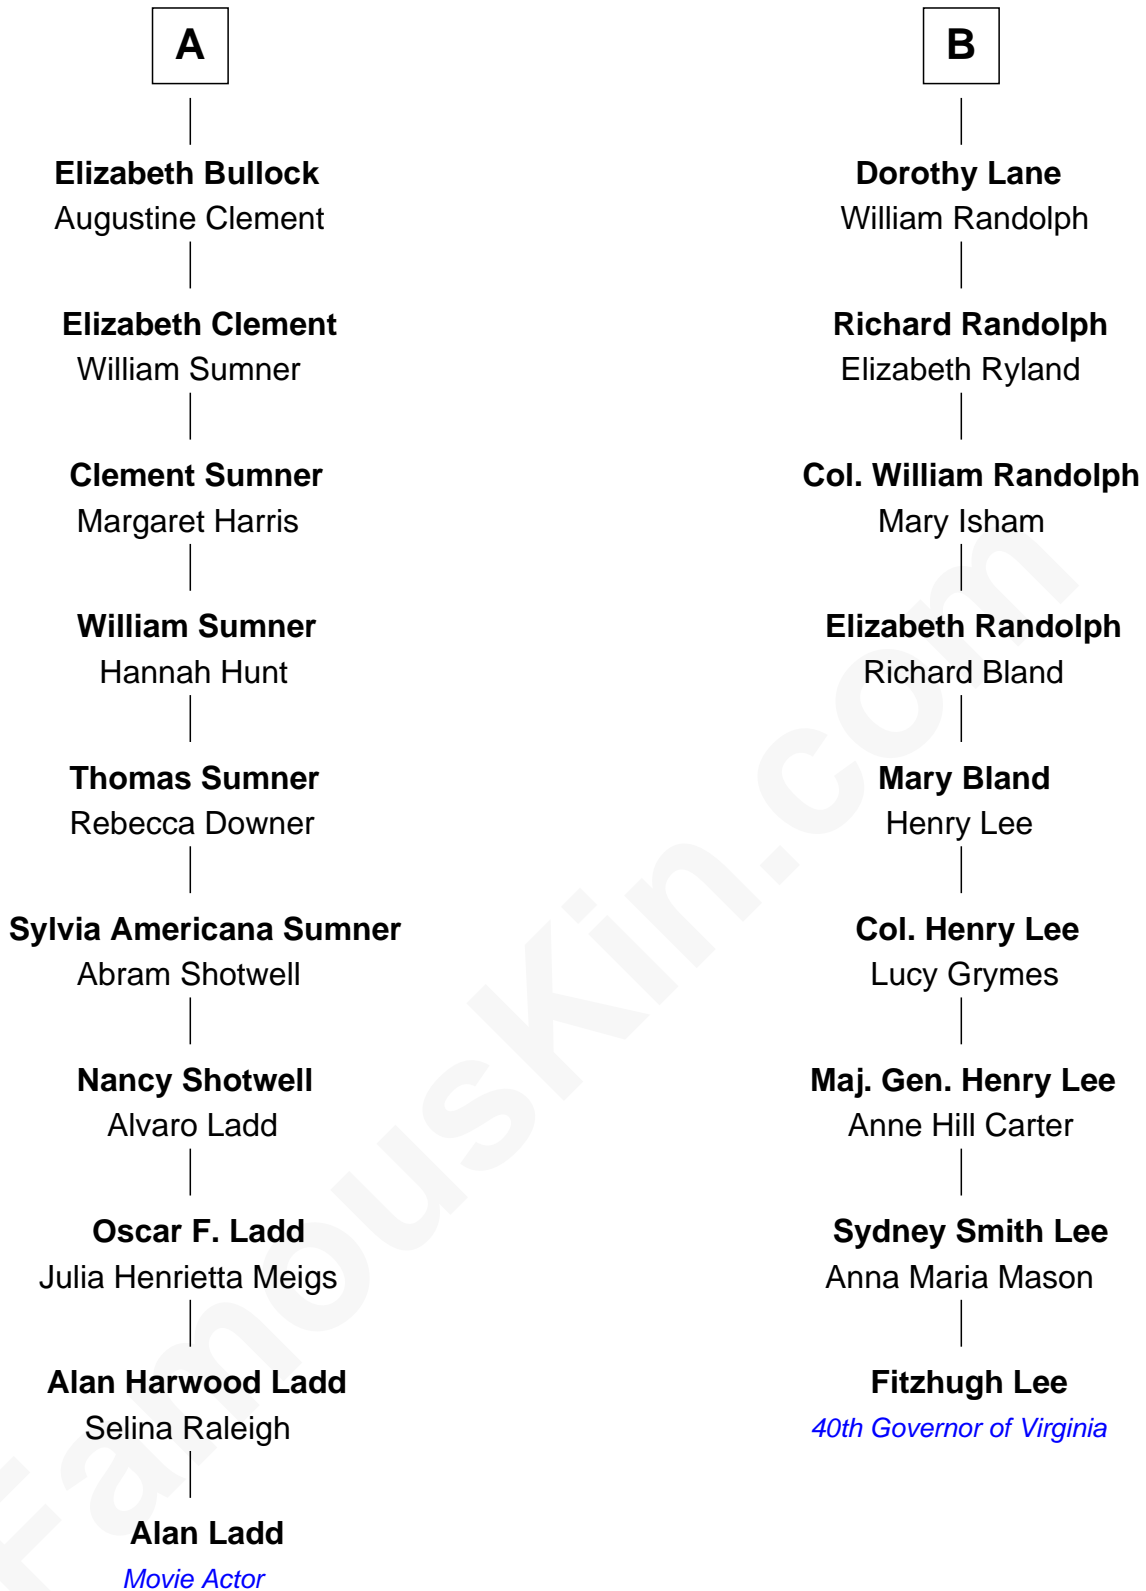 A
Elizabeth Bullock
Augustine Clement
Elizabeth Clement
William Sumner
Clement Sumner
Margaret Harris
William Sumner
Hannah Hunt
Thomas Sumner
Rebecca Downer
Sylvia Americana Sumner
Abram Shotwell
Nancy Shotwell
Alvaro Ladd
Oscar F. Ladd
Julia Henrietta Meigs
Alan Harwood Ladd
Selina Raleigh
Alan Ladd
Movie Actor
B
Dorothy Lane
William Randolph
Richard Randolph
Elizabeth Ryland
Col. William Randolph
Mary Isham
Elizabeth Randolph
Richard Bland
Mary Bland
Henry Lee
Col. Henry Lee
Lucy Grymes
Maj. Gen. Henry Lee
Anne Hill Carter
Sydney Smith Lee
Anna Maria Mason
Fitzhugh Lee
40th Governor of Virginia
FamousKin.com